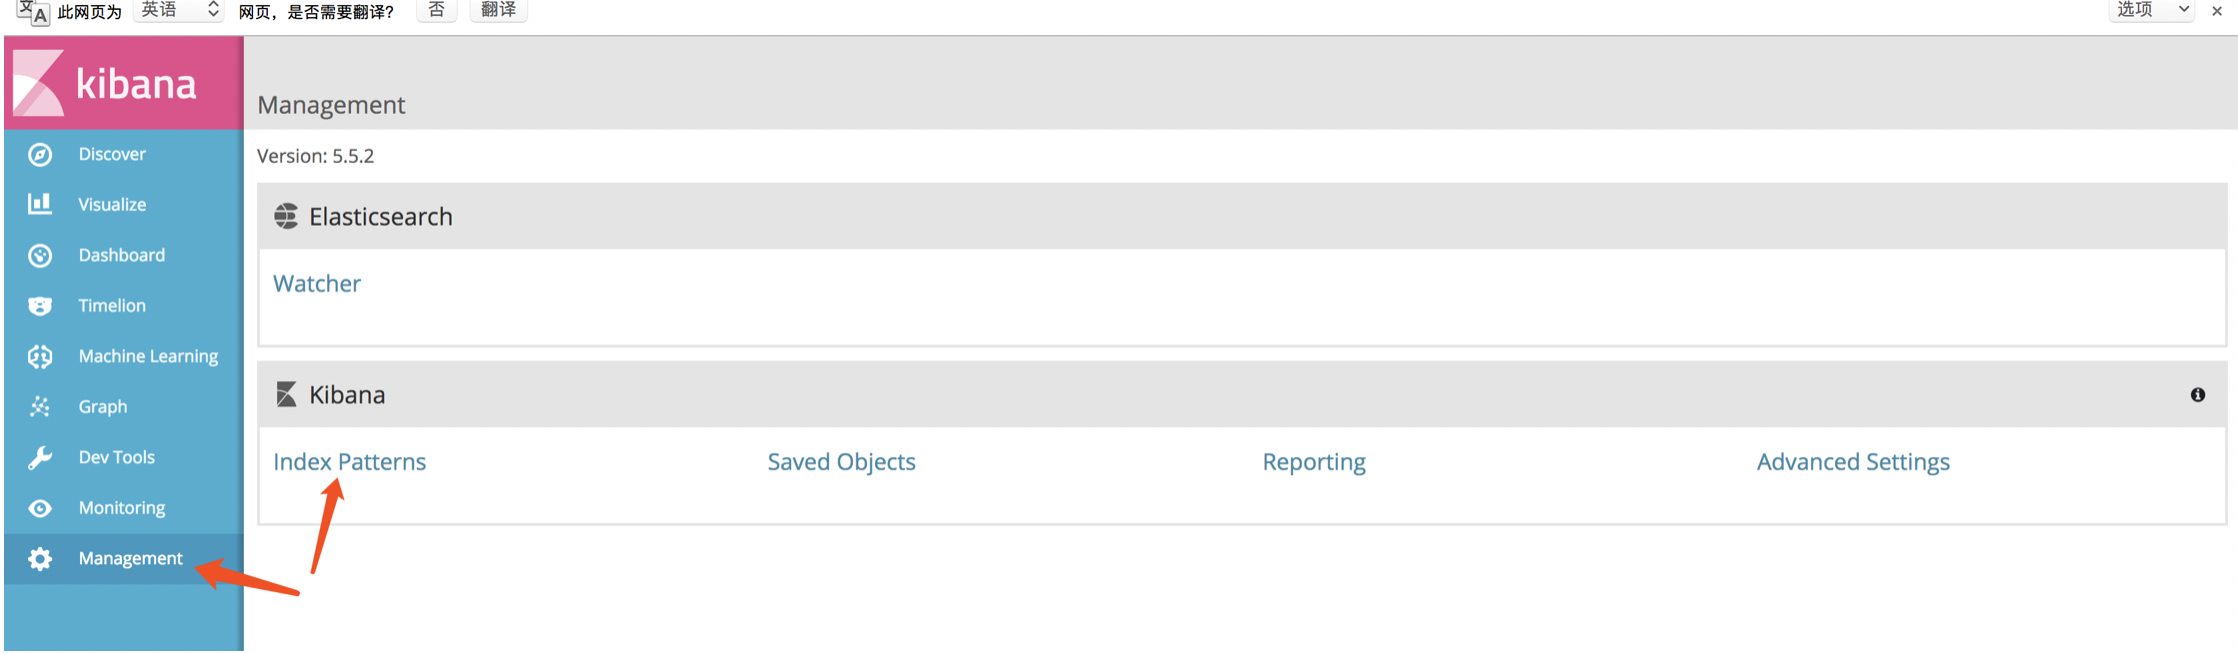 此网页为 英语 网页，是否需要翻译? 否 翻译 选项 ×
kibana
Management
Discover
Version: 5.5.2
Visualize
Elasticsearch
Dashboard
Watcher
Timelion
Machine Learning
Kibana
Graph
Dev Tools
Index Patterns Saved Objects Reporting Advanced Settings
Monitoring
Management